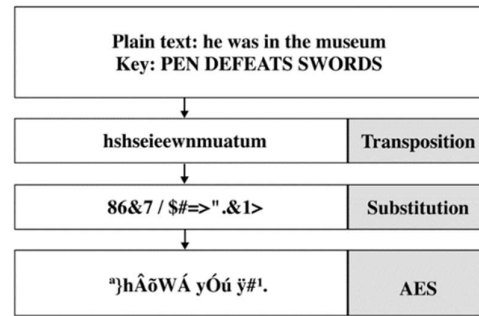 Plain text: he was in the museum
Key: PEN DEFEATS SWORDS
hshseieewnmuatum
Transposition
86&7 / $#=>".&1>
Substitution
ª}hÂõWÁ yÓú ÿ#¹.
AES